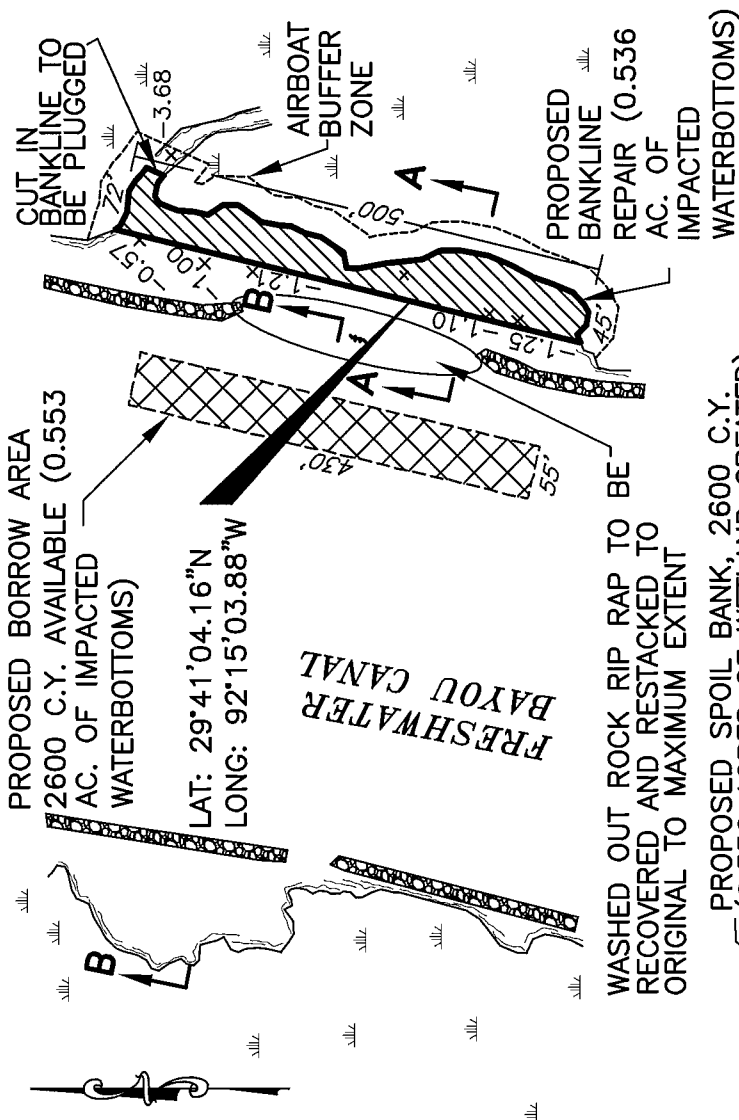 CUT IN
BANKLINE TO
BE PLUGGED
-3.68
72'
AIRBOAT
BUFFER
ZONE
A
500
PROPOSED
BANKLINE
REPAIR (0.536
AC. OF
IMPACTED
WATERBOTTOMS)
-0.57
-1.00
-1.21
B
-1.10
-1.25
45'
A
PROPOSED BORROW AREA
2600 C.Y. AVAILABLE (0.553
AC. OF IMPACTED
WATERBOTTOMS)
430'
55'
LAT: 29°41'04.16"N
LONG: 92°15'03.88"W
FRESHWATER
BAYOU CANAL
B
WASHED OUT ROCK RIP RAP TO BE
RECOVERED AND RESTACKED TO
ORIGINAL TO MAXIMUM EXTENT
PROPOSED SPOIL BANK, 2600 C.Y.
ACRES OF WETLAND CREATED)